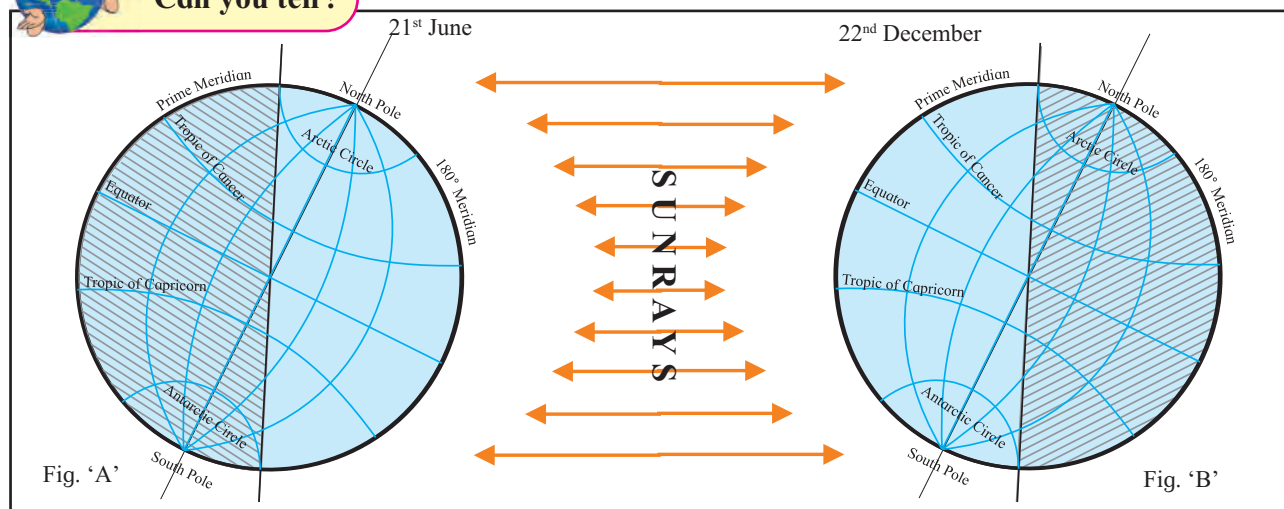 Can you tell?
21st June
22nd December
Prime Meridian
North Pole
Tropic of Cancer
Arctic Circle
180° Meridian
Equator
Tropic of Capricorn
Antarctic Circle
South Pole
Fig. ‘A’
SUNRAYS
Prime Meridian
North Pole
Tropic of Cancer
Arctic Circle
180° Meridian
Equator
Tropic of Capricorn
Antarctic Circle
South Pole
Fig. ‘B’